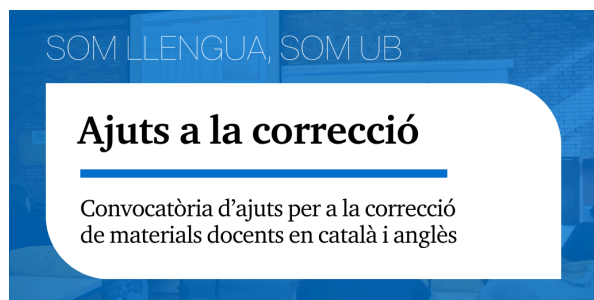 SOM LLENGUA, SOM UB
Ajuts a la correcció
Convocatòria d’ajuts per a la correcció
de materials docents en català i anglès